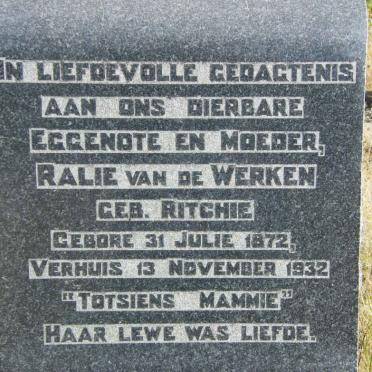 In liefdevolle gedagtenis
aan ons dierbare
Eggenote en Moeder,
Ralie van de Werken
geb. Ritchie
Gebore 31 Julie 1872,
Verhuis 13 November 1932
"Totsiens Mammie"
Haar lewe was liefde.